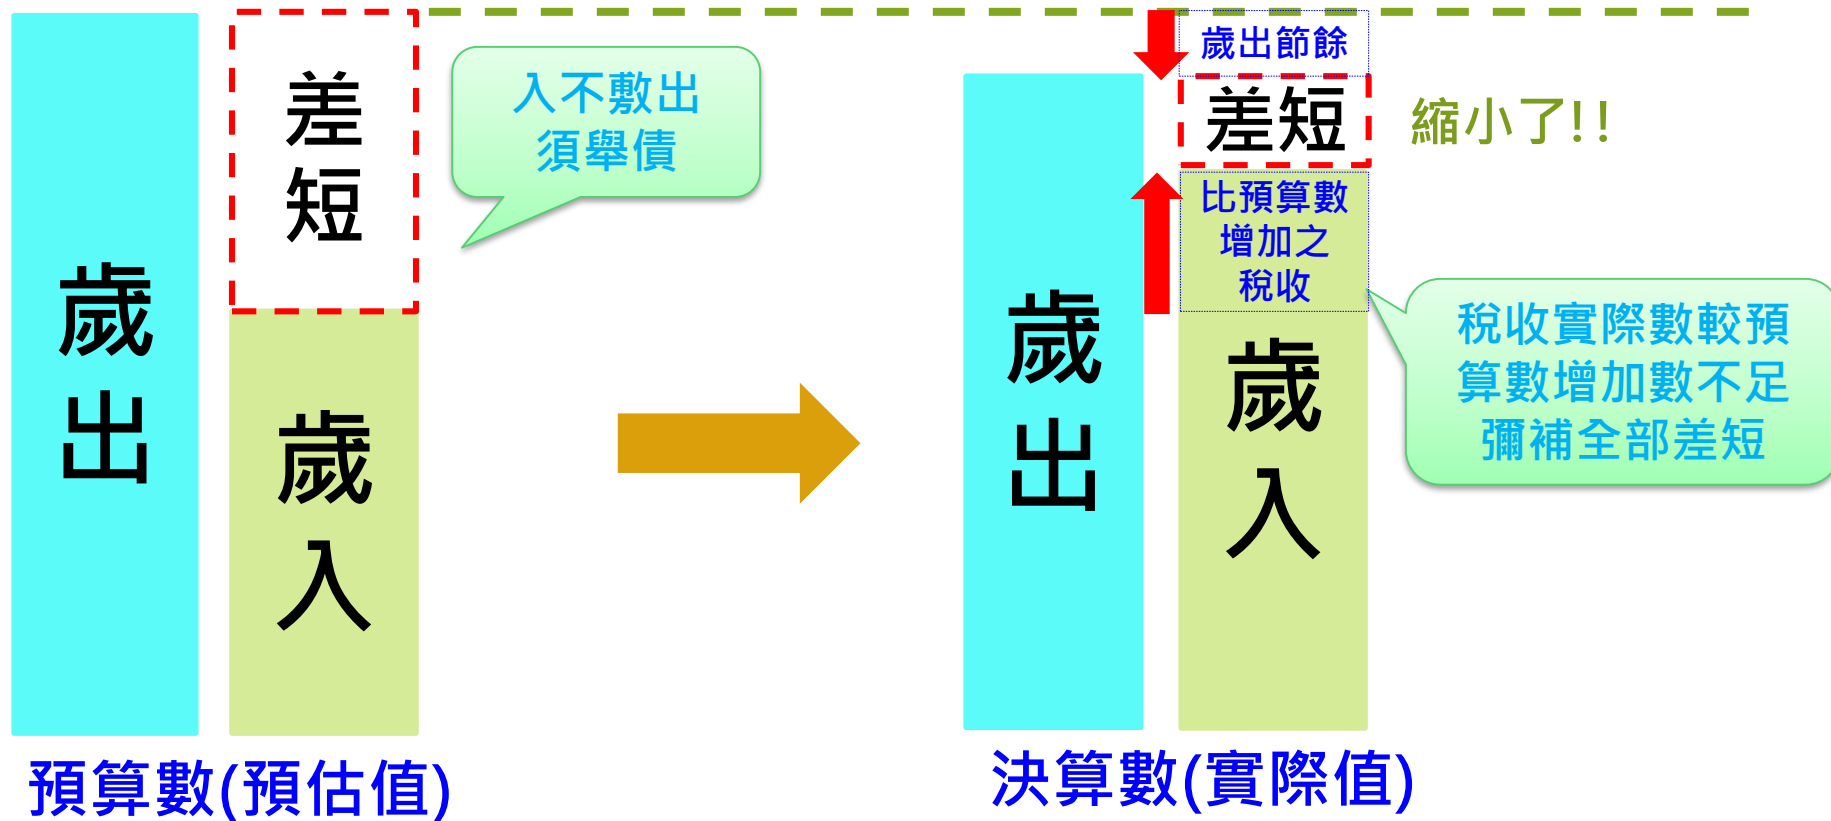 歲
出
差
短
歲
入
入不敷出
須舉債
預算數(預估值)
歲
出
歲出節餘
差短
縮小了!!
比預算數
增加之
稅收
歲
入
稅收實際數較預
算數增加數不足
彌補全部差短
決算數(實際值)